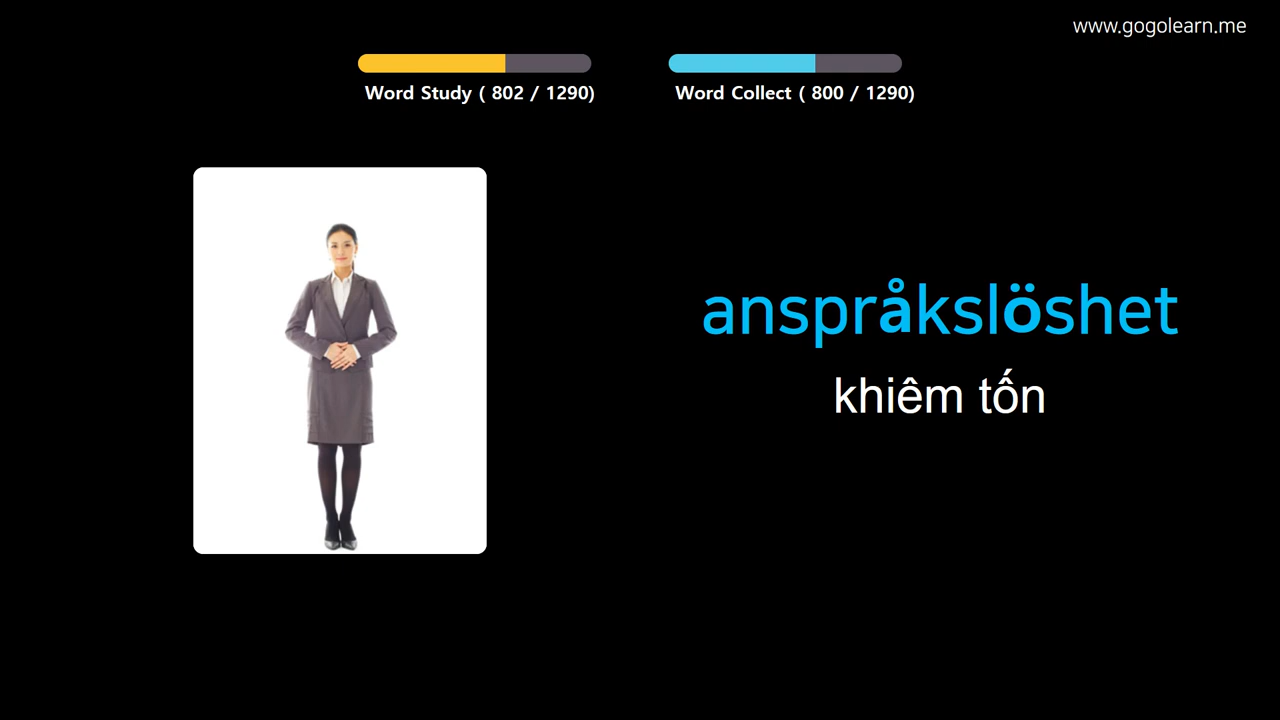 www.gogolearn.me
Word Study ( 802 / 1290)
Word Collect ( 800 / 1290)
anspråkslöshet
khiêm tốn